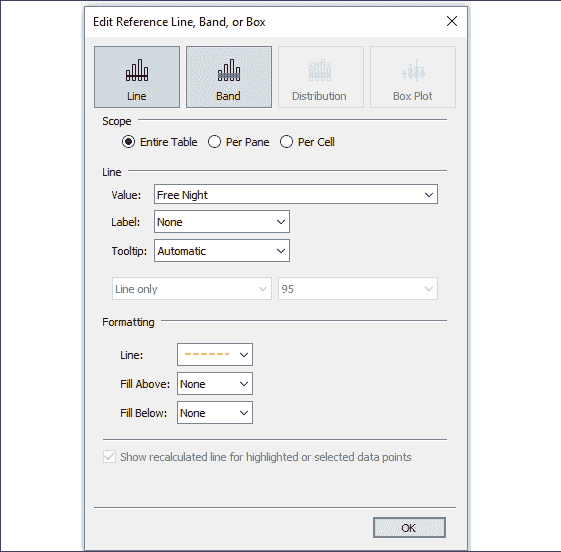 Edit Reference Line, Band, or Box
Line Band Distribution Box Plot
Scope
Entire Table Per Pane Per Cell
Line
Value: Free Night
Label: None
Tooltip: Automatic
Line only 95
Formatting
Line:
Fill Above: None
Fill Below: None
Show recalculated line for highlighted or selected data points
OK